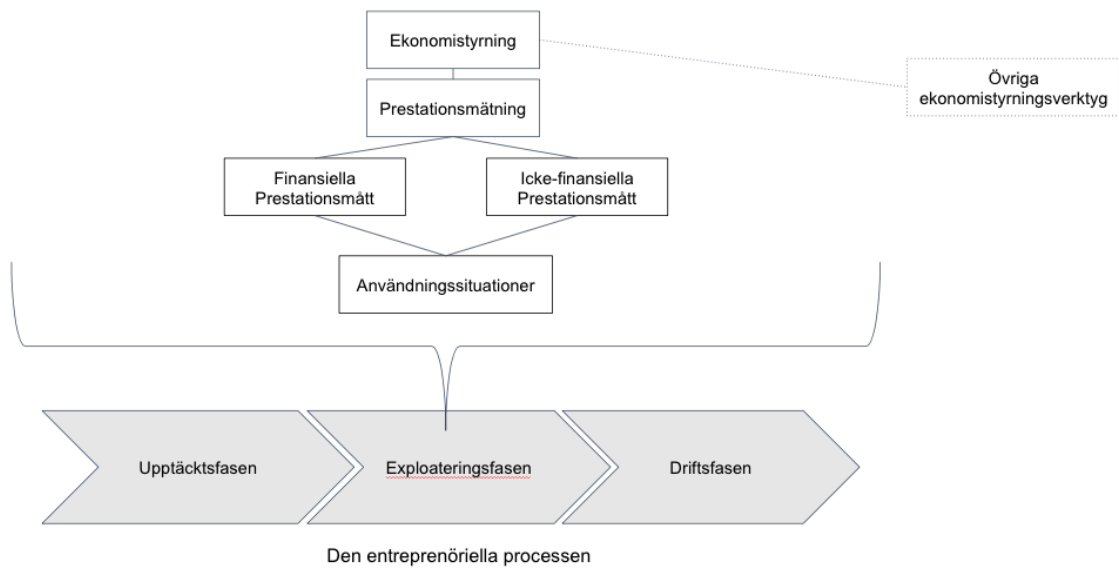 Ekonomistyrning
Övriga
ekonomistyrningsverktyg
Prestationsmätning
Finansiella
Prestationsmått
Icke-finansiella
Prestationsmått
Användningssituationer
Upptäcktsfasen
Exploateringsfasen
Driftsfasen
Den entreprenöriella processen